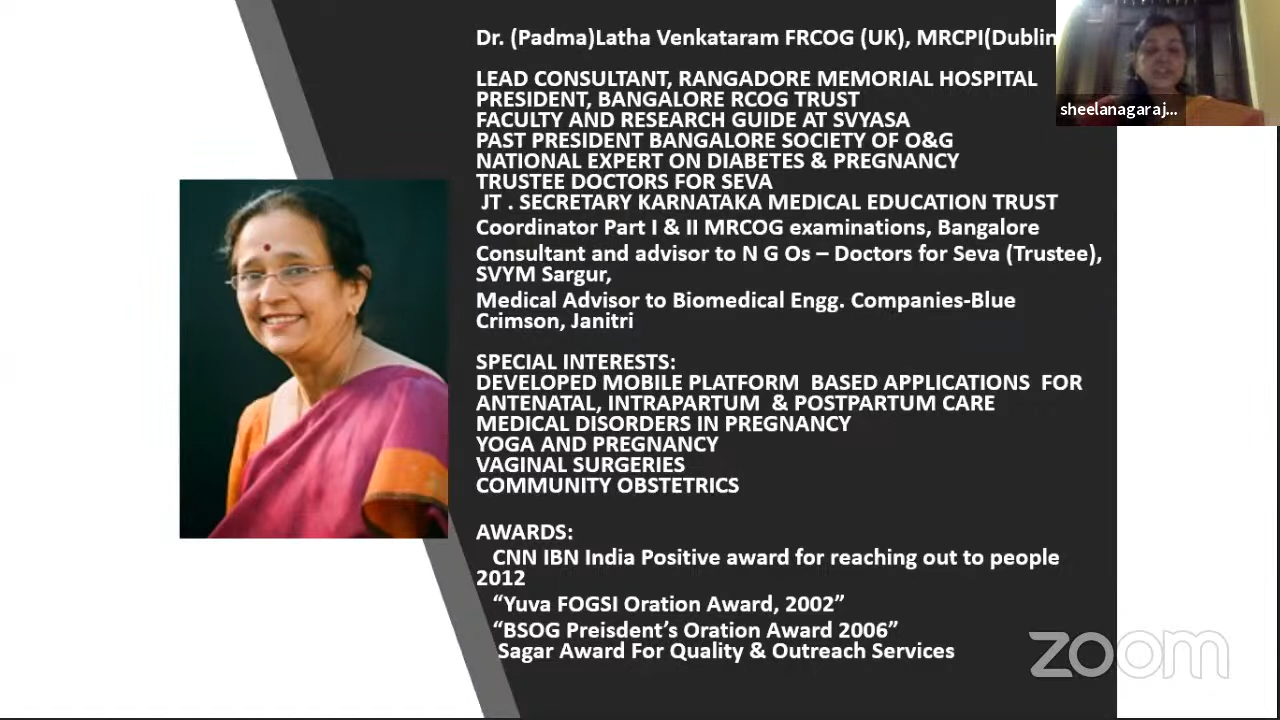 Dr. (Padma)Latha Venkataram FRCOG (UK), MRCPI(Dublin
LEAD CONSULTANT, RANGADORE MEMORIAL HOSPITAL
PRESIDENT, BANGALORE RCOG TRUST
FACULTY AND RESEARCH GUIDE AT SVYASA
PAST PRESIDENT BANGALORE SOCIETY OF O&G
NATIONAL EXPERT ON DIABETES & PREGNANCY
TRUSTEE DOCTORS FOR SEVA
JT . SECRETARY KARNATAKA MEDICAL EDUCATION TRUST
Coordinator Part I & II MRCOG examinations, Bangalore
Consultant and advisor to N G Os – Doctors for Seva (Trustee),
SVYM Sargur,
Medical Advisor to Biomedical Engg. Companies-Blue
Crimson, Janitri
SPECIAL INTERESTS:
DEVELOPED MOBILE PLATFORM BASED APPLICATIONS FOR
ANTENATAL, INTRAPARTUM & POSTPARTUM CARE
MEDICAL DISORDERS IN PREGNANCY
YOGA AND PREGNANCY
VAGINAL SURGERIES
COMMUNITY OBSTETRICS
AWARDS:
CNN IBN India Positive award for reaching out to people
2012
“Yuva FOGSI Oration Award, 2002”
“BSOG Preisdent’s Oration Award 2006”
Sagar Award For Quality & Outreach Services
sheelanagaraj...
zoom